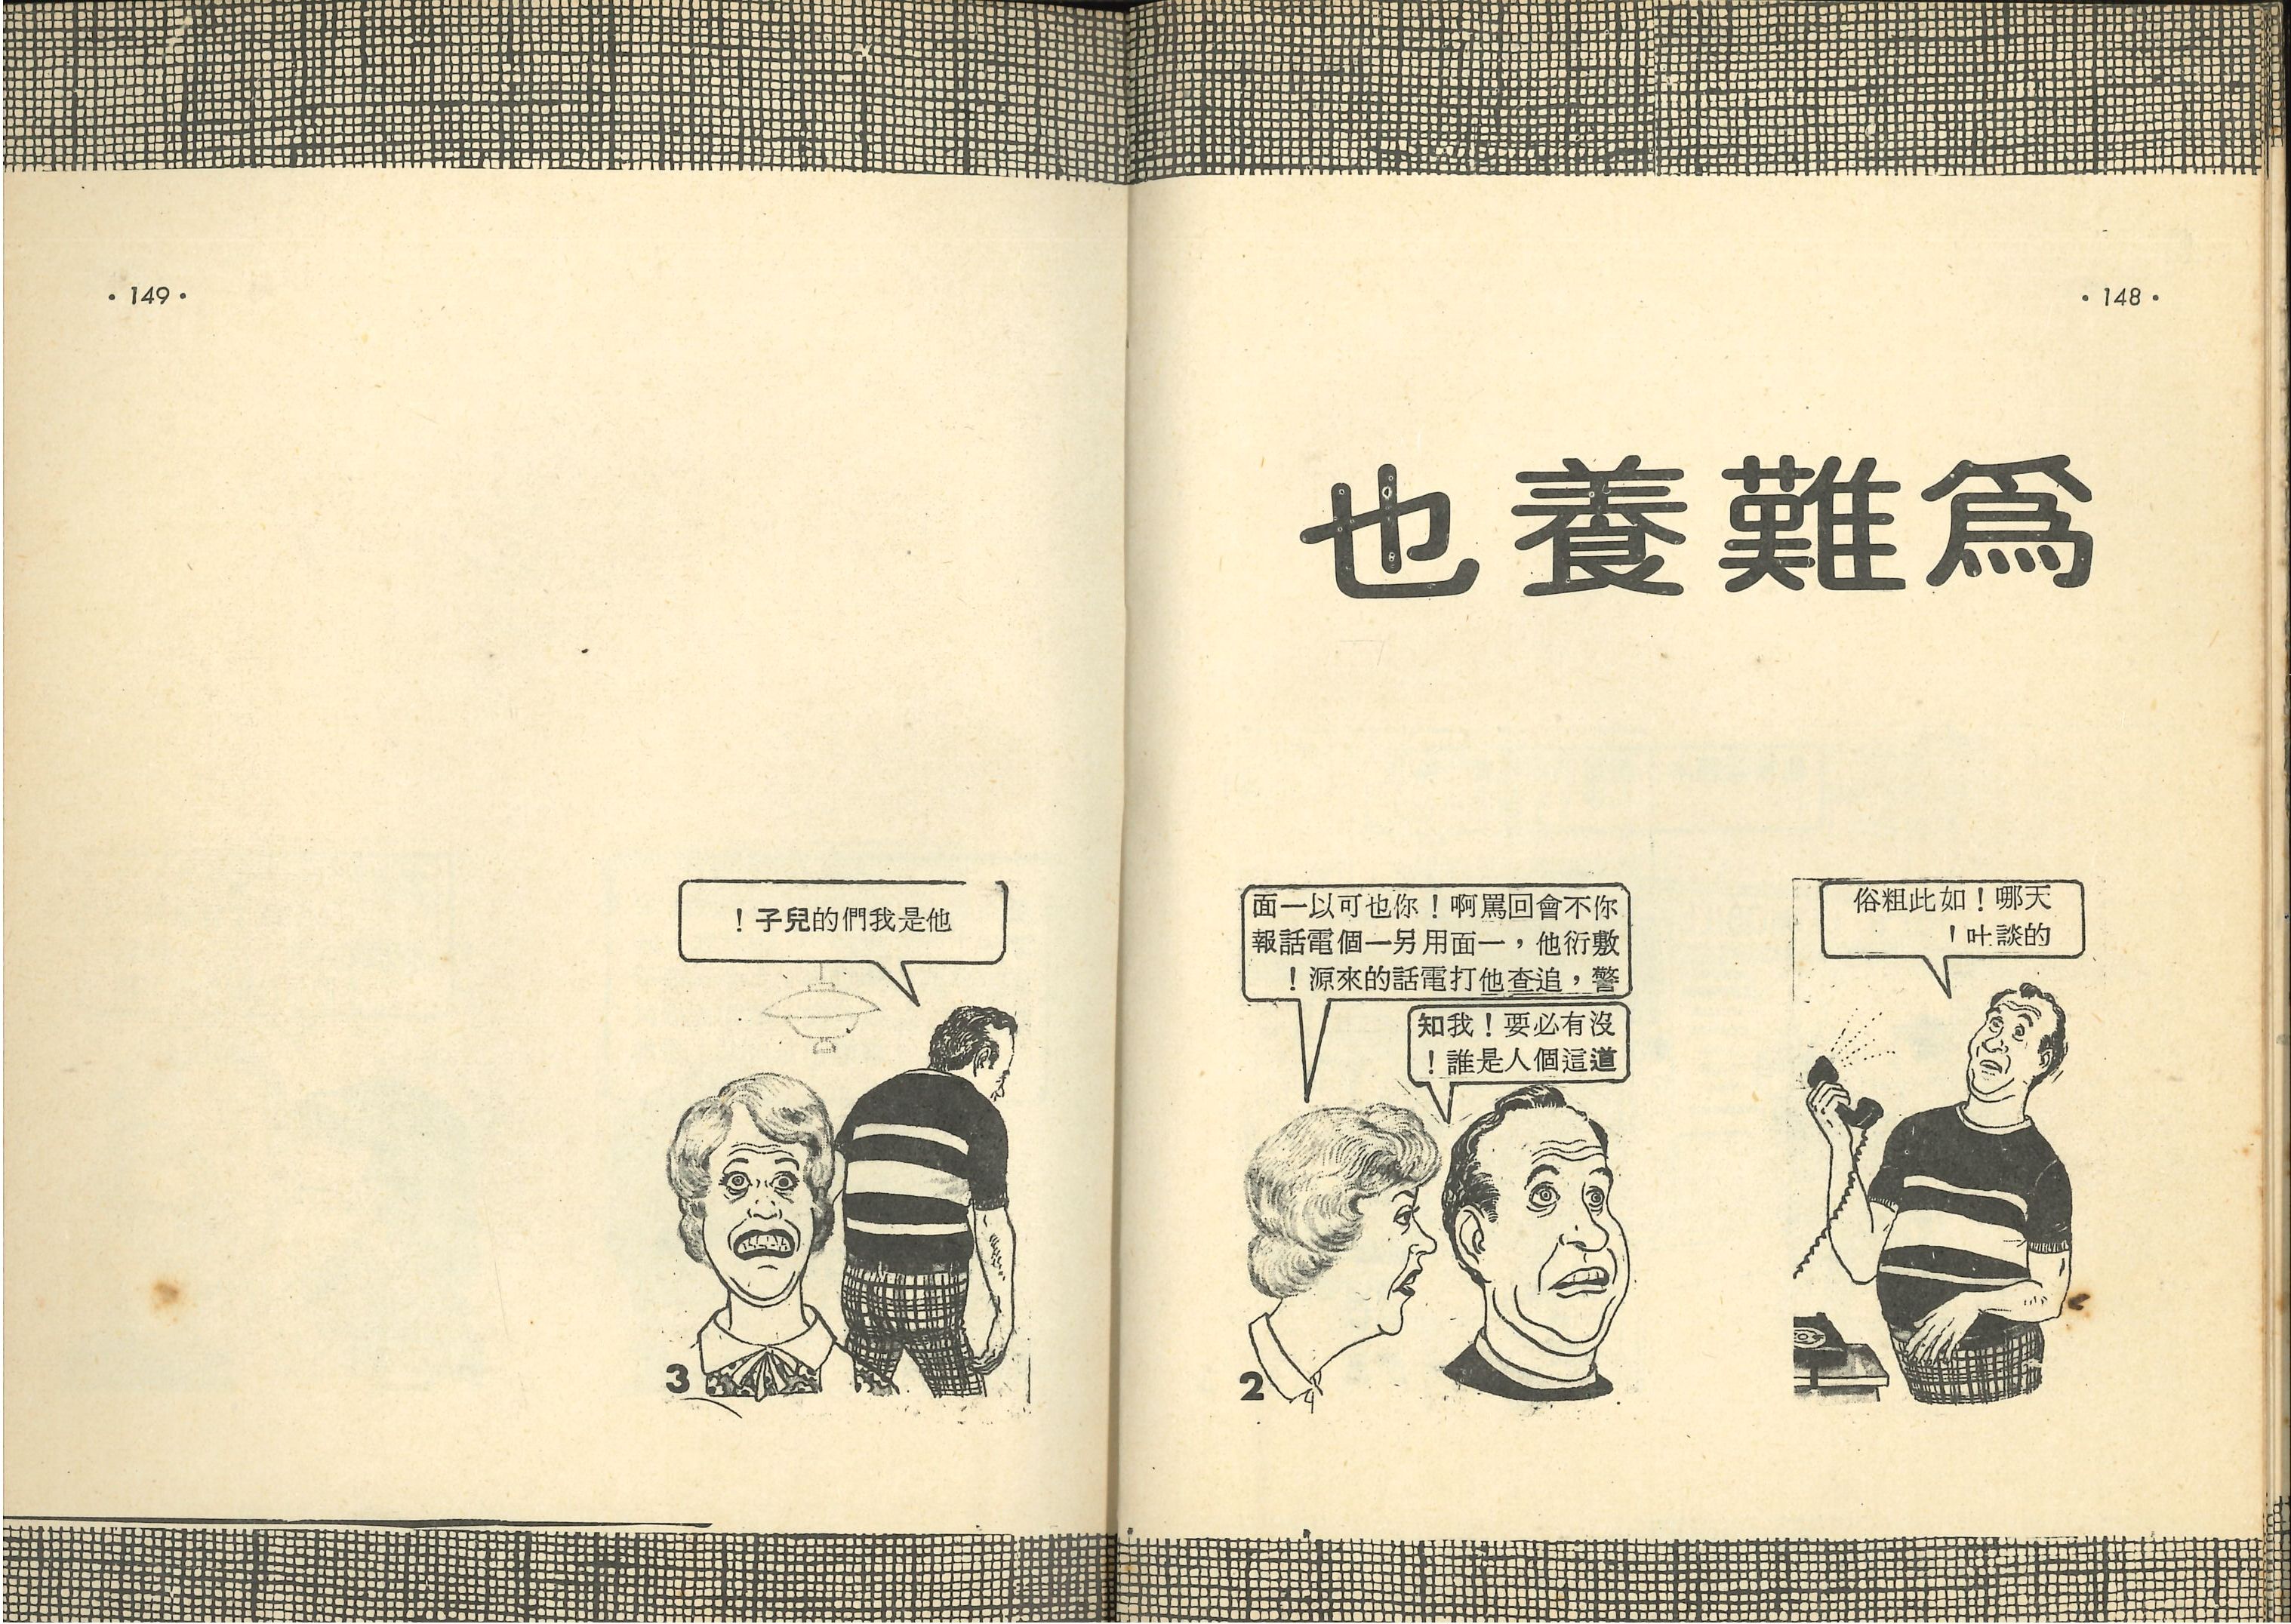 · 148 ·
爲難養也
天哪！如此粗俗
的談吐！
你不會回罵啊！你也可以一面
敷衍他，一面用另一個電話報
警，追查他打電話的來源！
沒有必要！我知
道這個人是誰！
2
· 149 ·
他是我們的兒子！
3